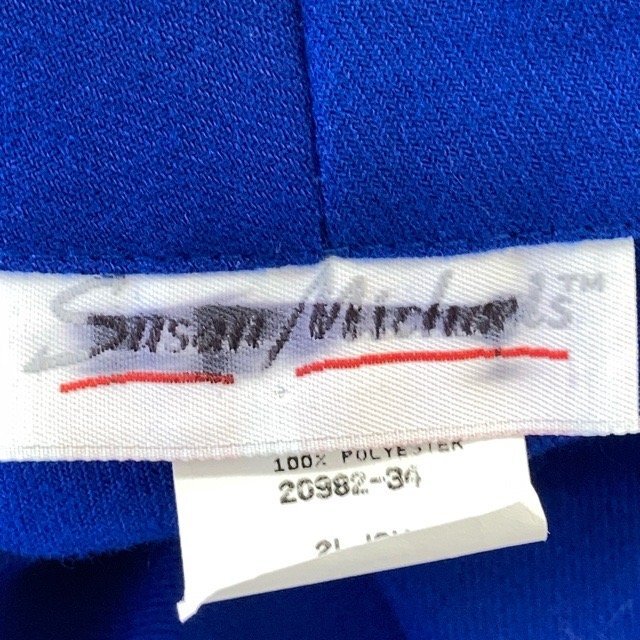 Susan/Michaels™
100% POLYESTER
20982-34